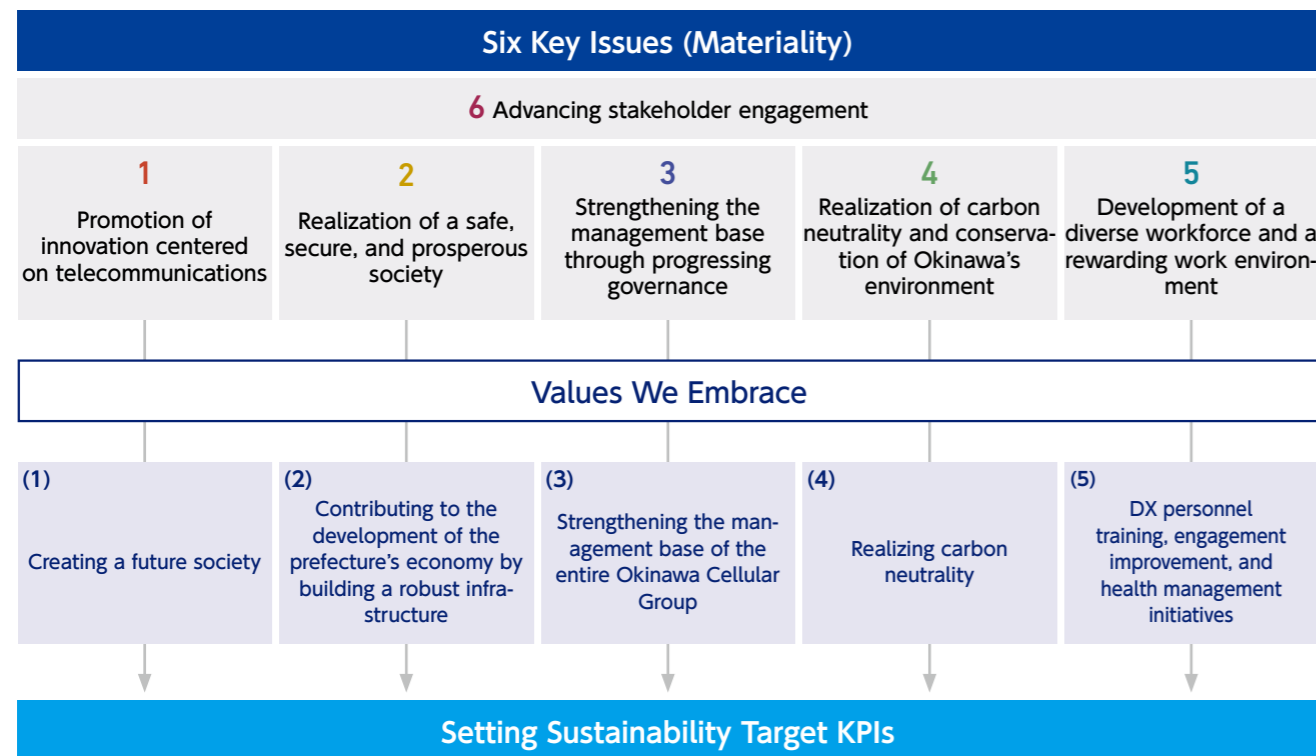 Six Key Issues (Materiality)
6 Advancing stakeholder engagement
1
Promotion of
innovation centered
on telecommunications
2
Realization of a safe,
secure, and prosperous
society
3
Strengthening the
management base
through progressing
governance
4
Realization of carbon
neutrality and conserva-
tion of Okinawa's
environment
5
Development of a
diverse workforce and a
rewarding work environ-
ment
Values We Embrace
(1)
Creating a future society
(2)
Contributing to the
development of the
prefecture's economy by
building a robust infra-
structure
(3)
Strengthening the man-
agement base of the
entire Okinawa Cellular
Group
(4)
Realizing carbon
neutrality
(5)
DX personnel
training, engagement
improvement, and
health management
initiatives
Setting Sustainability Target KPIs